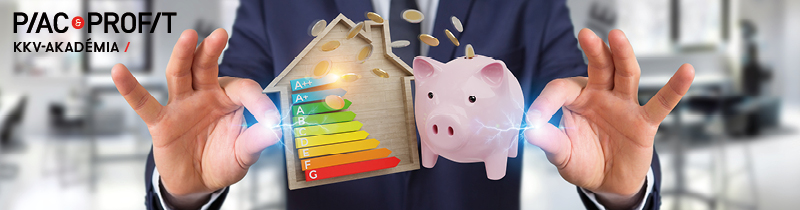 PIAC & PROFIT
KKV-AKADÉMIA /
A++
A+
A
B
C
D
E
F
G